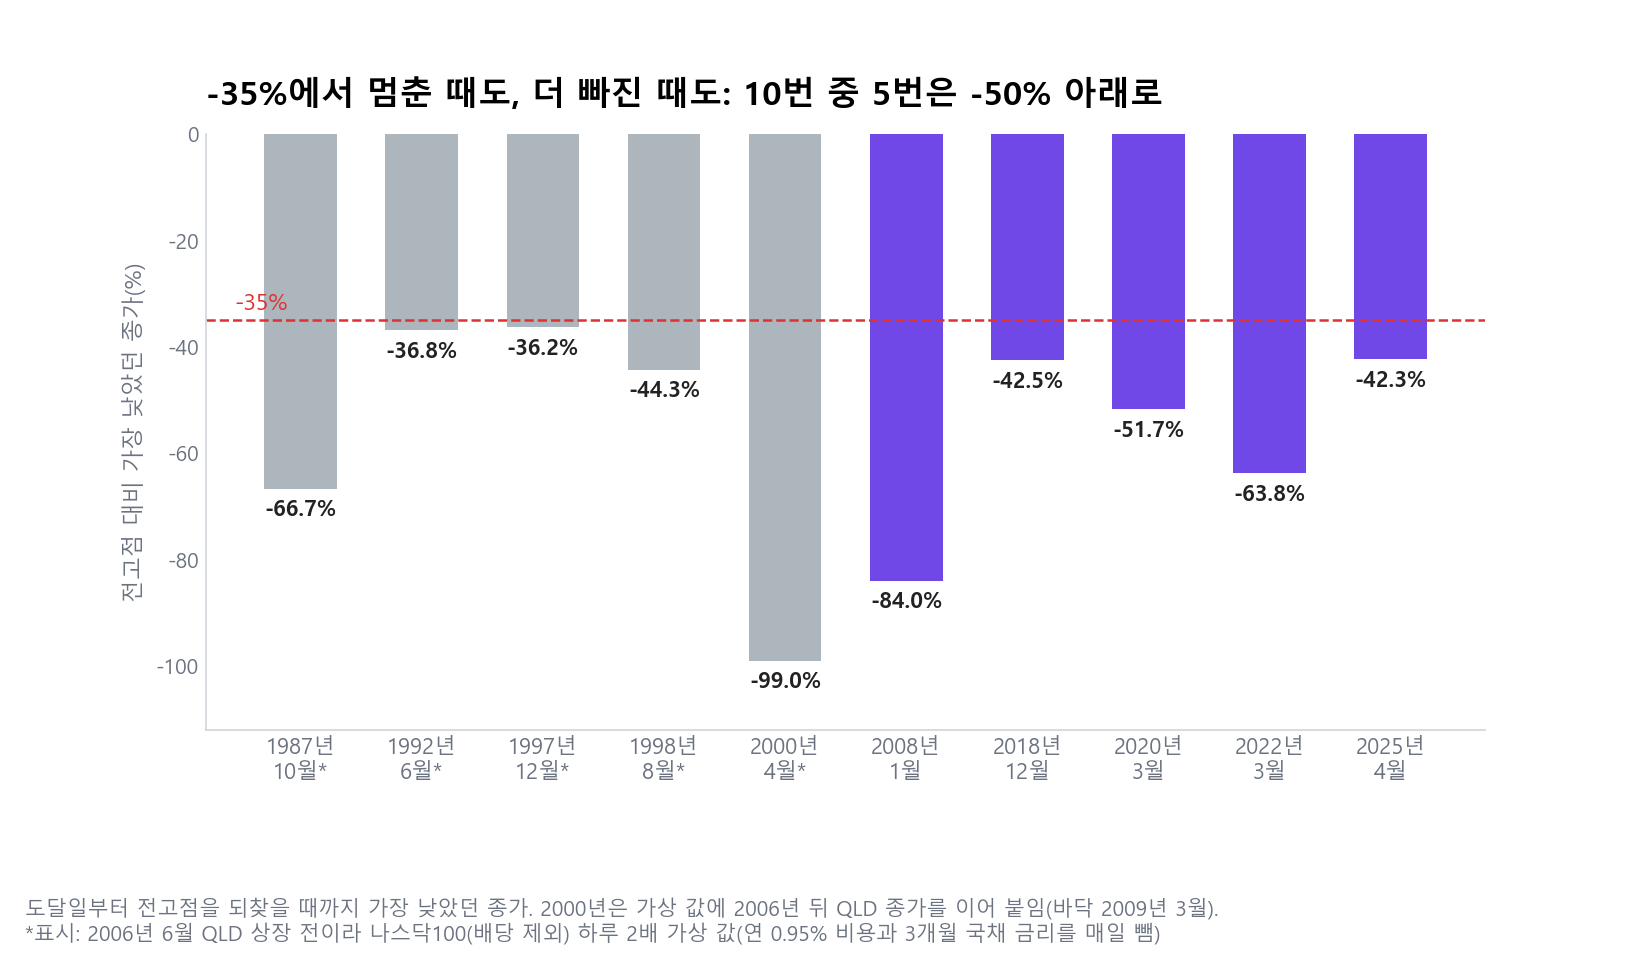 -35%에서 멈춘 때도, 더 빠진 때도: 10번 중 5번은 -50% 아래로
전고점 대비 가장 낮았던 종가(%)
0
-20
-40
-60
-80
-100
-35%
-66.7%
-36.8%
-36.2%
-44.3%
-99.0%
-84.0%
-42.5%
-51.7%
-63.8%
-42.3%
1987년
10월*
1992년
6월*
1997년
12월*
1998년
8월*
2000년
4월*
2008년
1월
2018년
12월
2020년
3월
2022년
3월
2025년
4월
도달일부터 전고점을 되찾을 때까지 가장 낮았던 종가. 2000년은 가상 값에 2006년 뒤 QLD 종가를 이어 붙임(바닥 2009년 3월).
*표시: 2006년 6월 QLD 상장 전이라 나스닥100(배당 제외) 하루 2배 가상 값(연 0.95% 비용과 3개월 국채 금리를 매일 뺌)